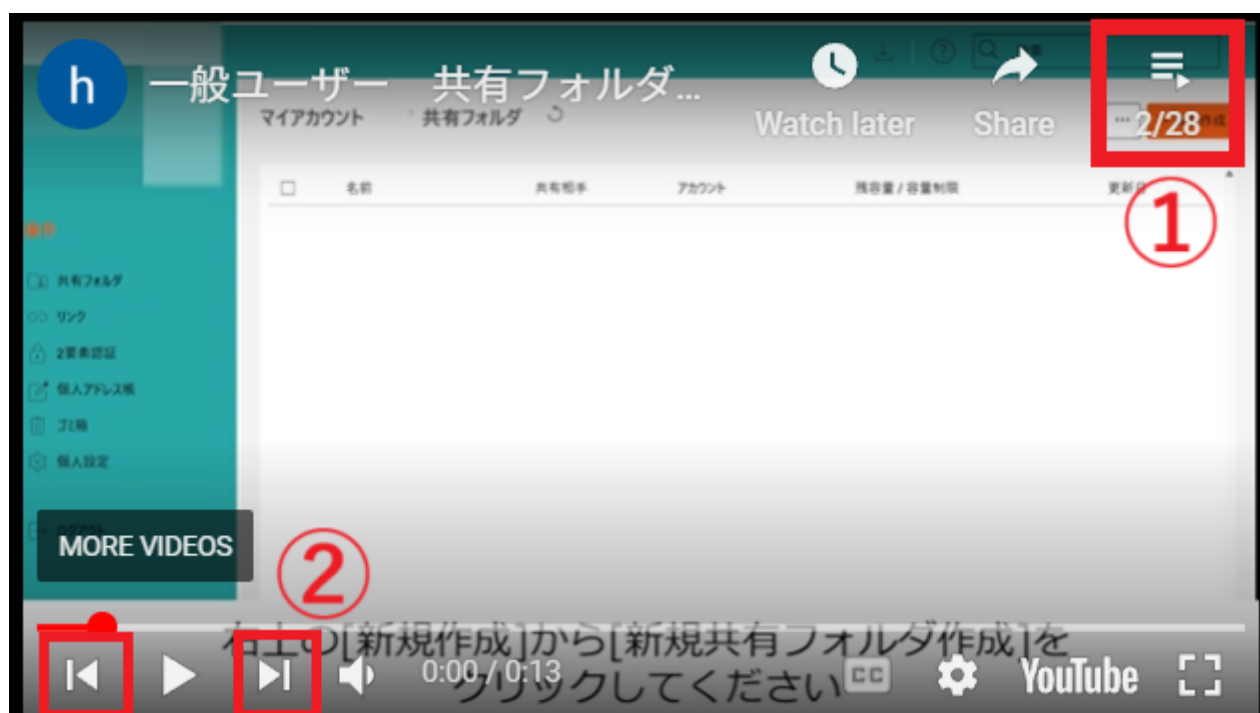 h
一般ユーザー　共有フォルダ...
Watch later
Share
2/28
マイアカウント
共有フォルダ
...
作成
名前
共有相手
アカウント
残容量 / 容量制限
①
共有フォルダ
リンク
2要素認証
個人アドレス帳
ゴミ箱
個人設定
MORE VIDEOS
②
右上の[新規作成]から[新規共有フォルダ作成]を
クリックしてください
0:00 / 0:13
CC
YouTube